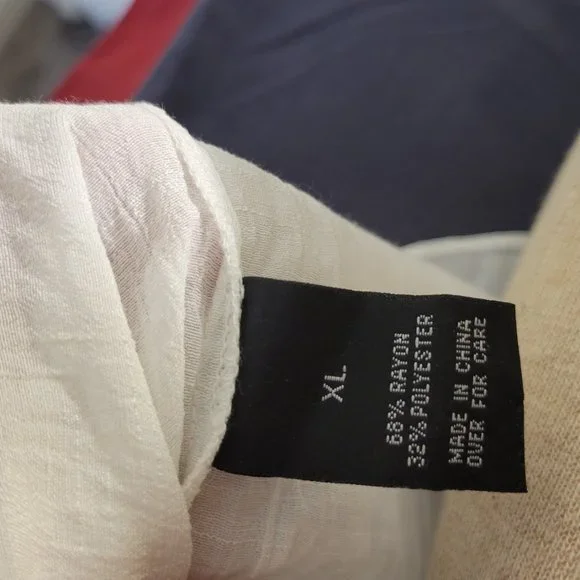 XL
68% RAYON
32% POLYESTER
MADE IN CHINA
OVER FOR CARE